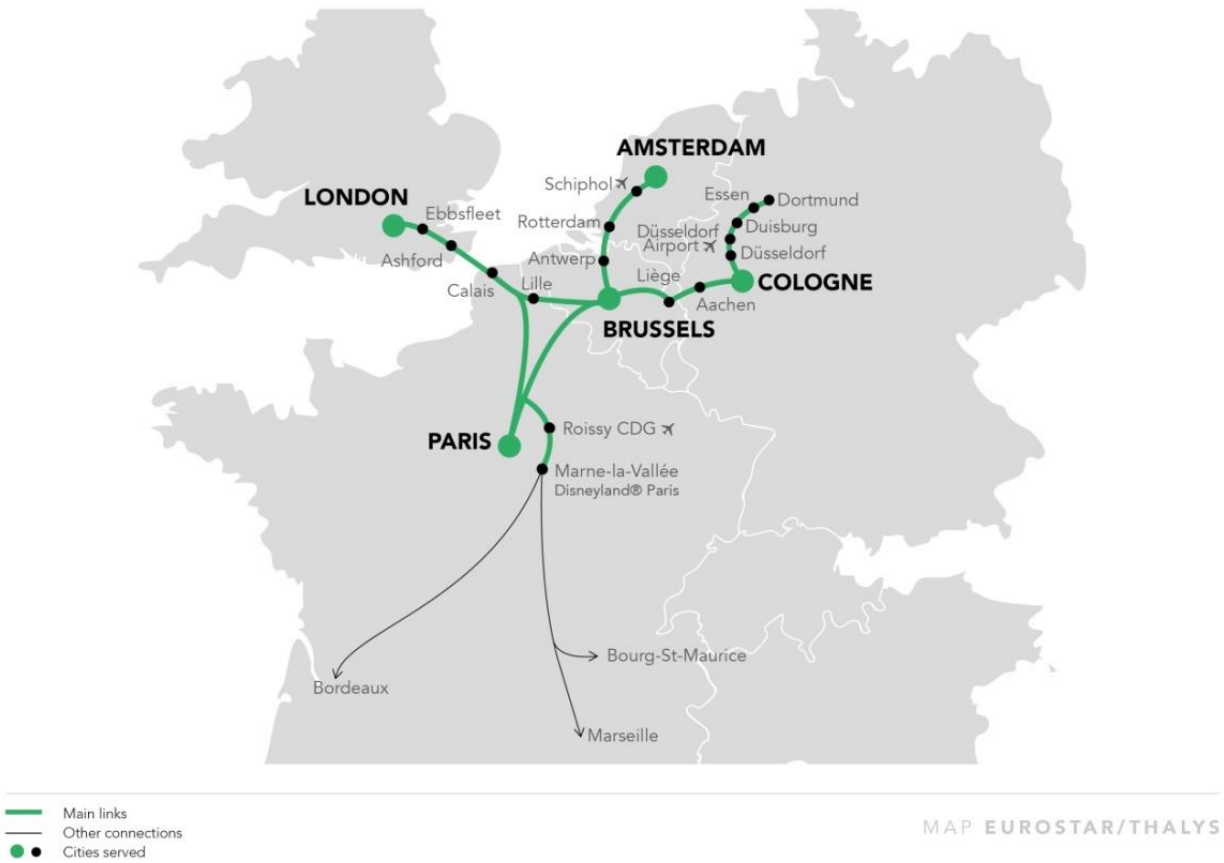 AMSTERDAM
Schiphol
LONDON
Ebbsfleet
Essen
Dortmund
Rotterdam
Düsseldorf
Airport
Duisburg
Ashford
Antwerp
Düsseldorf
Calais
Lille
Liège
COLOGNE
Aachen
BRUSSELS
PARIS
Roissy CDG
Marne-la-Vallée
Disneyland® Paris
Bourg-St-Maurice
Bordeaux
Marseille
Main links
Other connections
Cities served
MAP EUROSTAR/THALYS